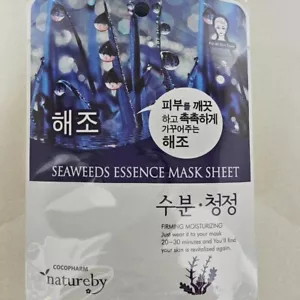 해조
피부를 깨끗
하고 촉촉하게
가꾸어주는
해조
SEAWEEDS ESSENCE MASK SHEET
수분·청정
FIRMING MOISTURIZING
Just wear it to your mask
20~30 minutes and You'll find
your skin is revitalised again.
COCOPHARM
natureby